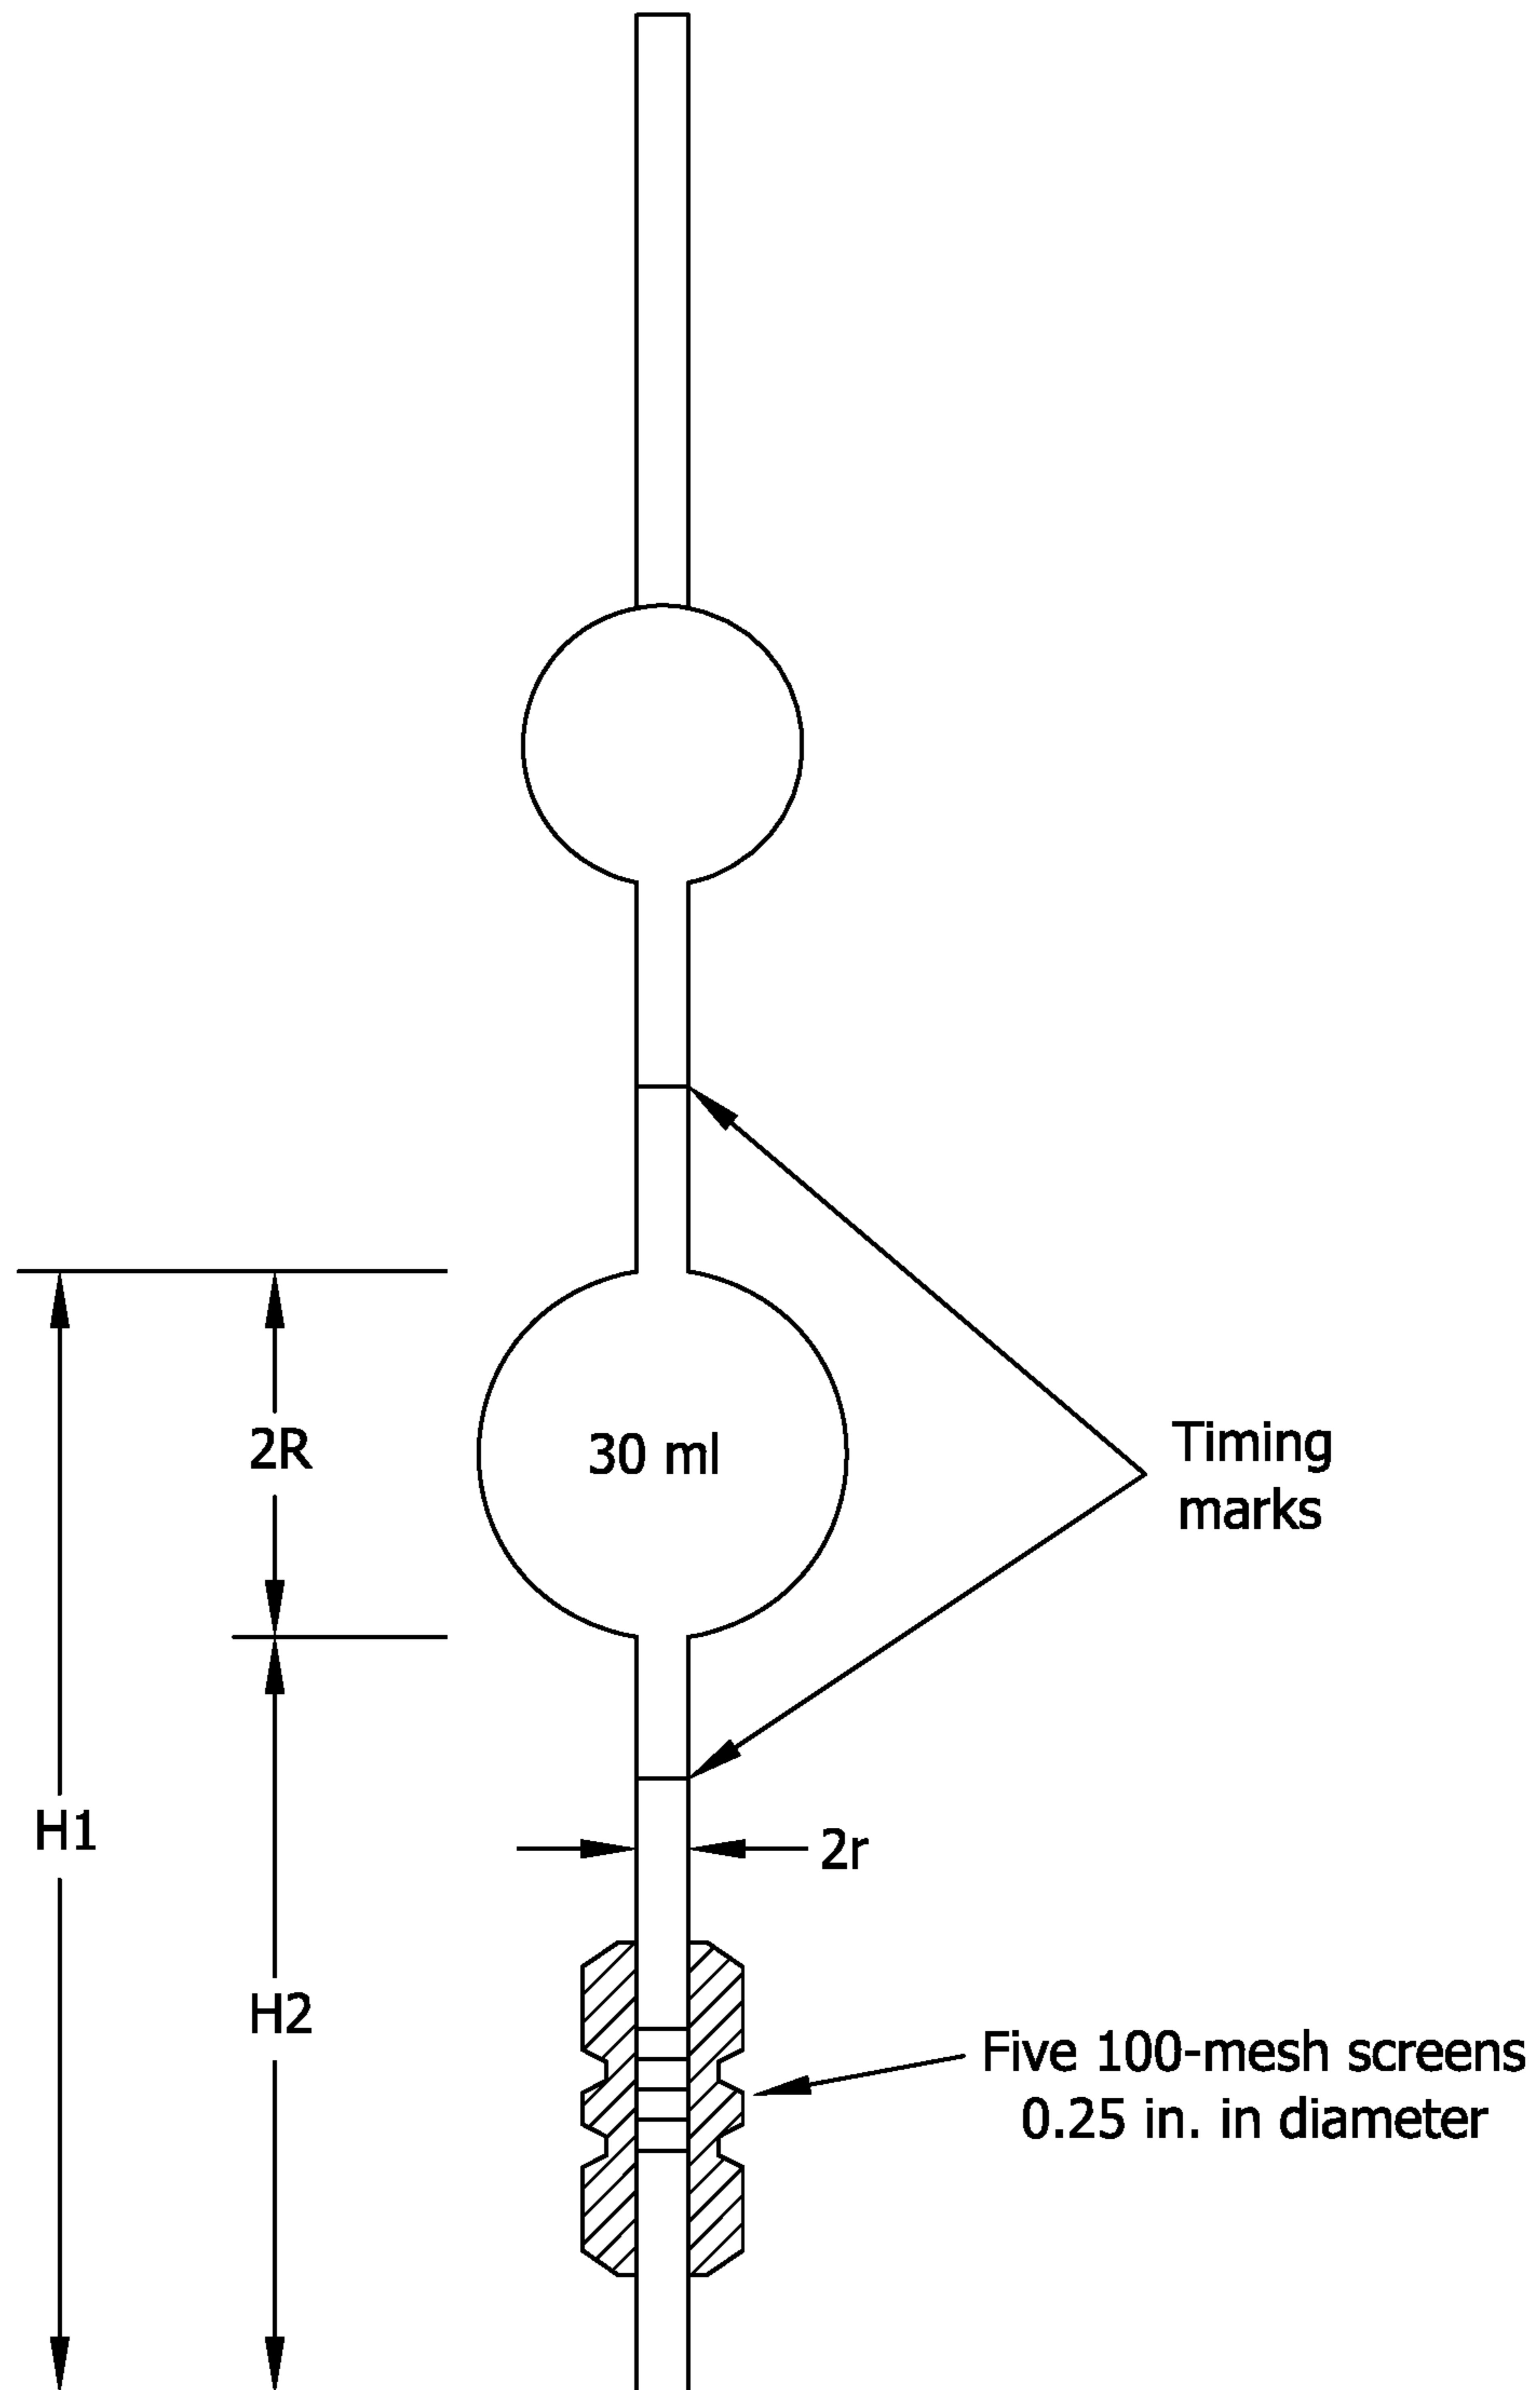 2R
30 ml
Timing
marks
H1
2r
H2
Five 100-mesh screens
0.25 in. in diameter